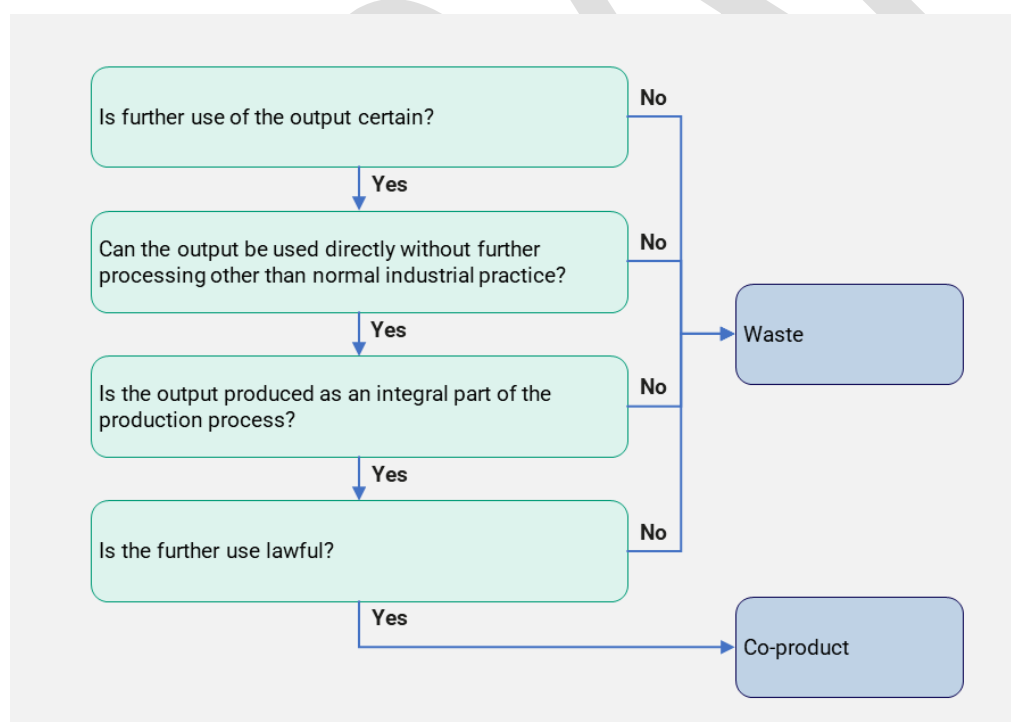 Is further use of the output certain?
No
Yes
Can the output be used directly without further
processing other than normal industrial practice?
No
Yes
Waste
Is the output produced as an integral part of the
production process?
No
Yes
Is the further use lawful?
No
Yes
Co-product